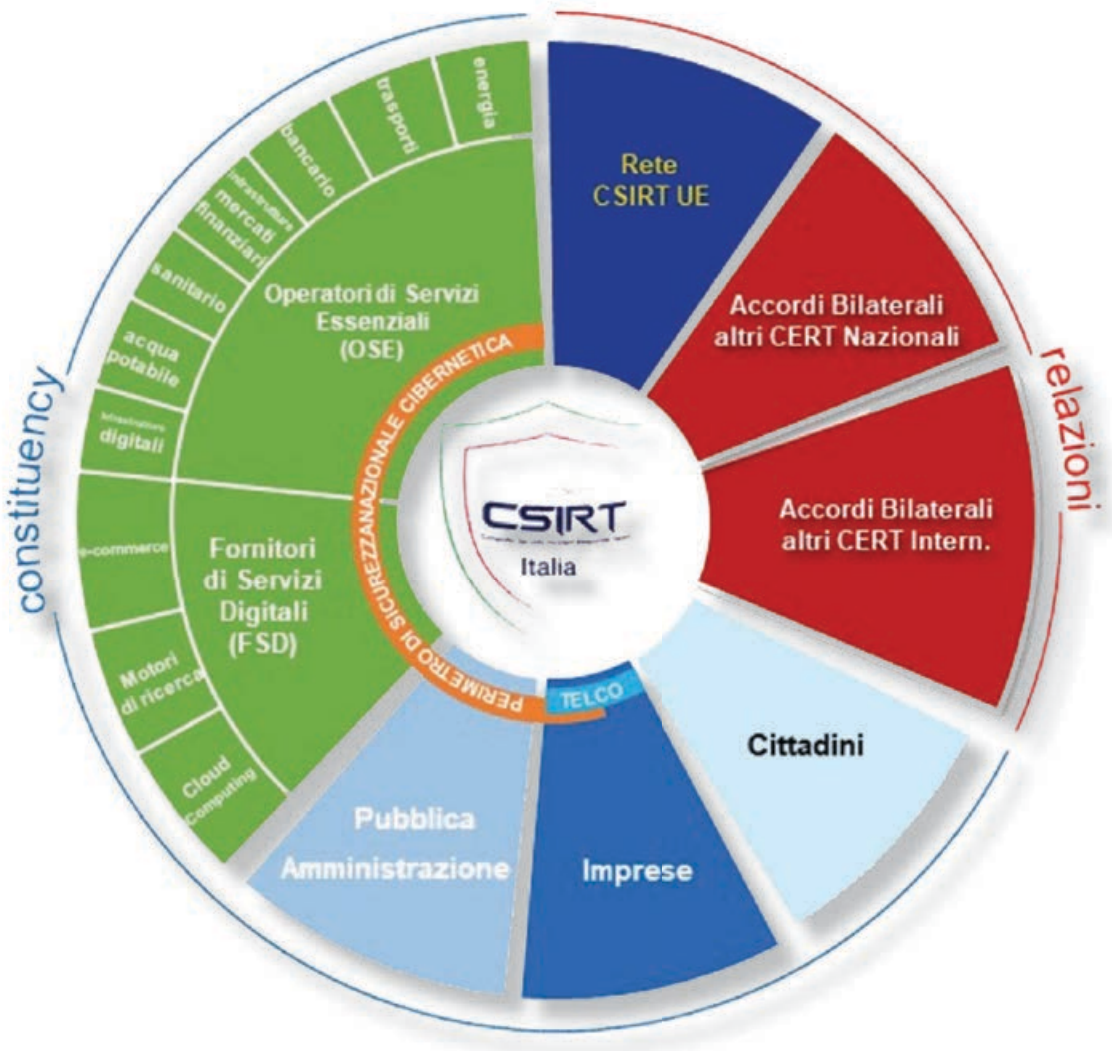 constituency
relazioni
energia
trasporti
bancario
Infrastrutture
mercati
finanziari
sanitario
acqua
potabile
Infrastrutture
digitali
e-commerce
Motori
di ricerca
Cloud
Computing
Operatori di Servizi
Essenziali
(OSE)
Fornitori
di Servizi
Digitali
(FSD)
PERIMETRO DI SICUREZZANAZIONALE CIBERNETICA
TELCO
Rete
CSIRT UE
Accordi Bilaterali
altri CERT Nazionali
Accordi Bilaterali
altri CERT Intern.
Cittadini
Imprese
Pubblica
Amministrazione
CSIRT
Italia